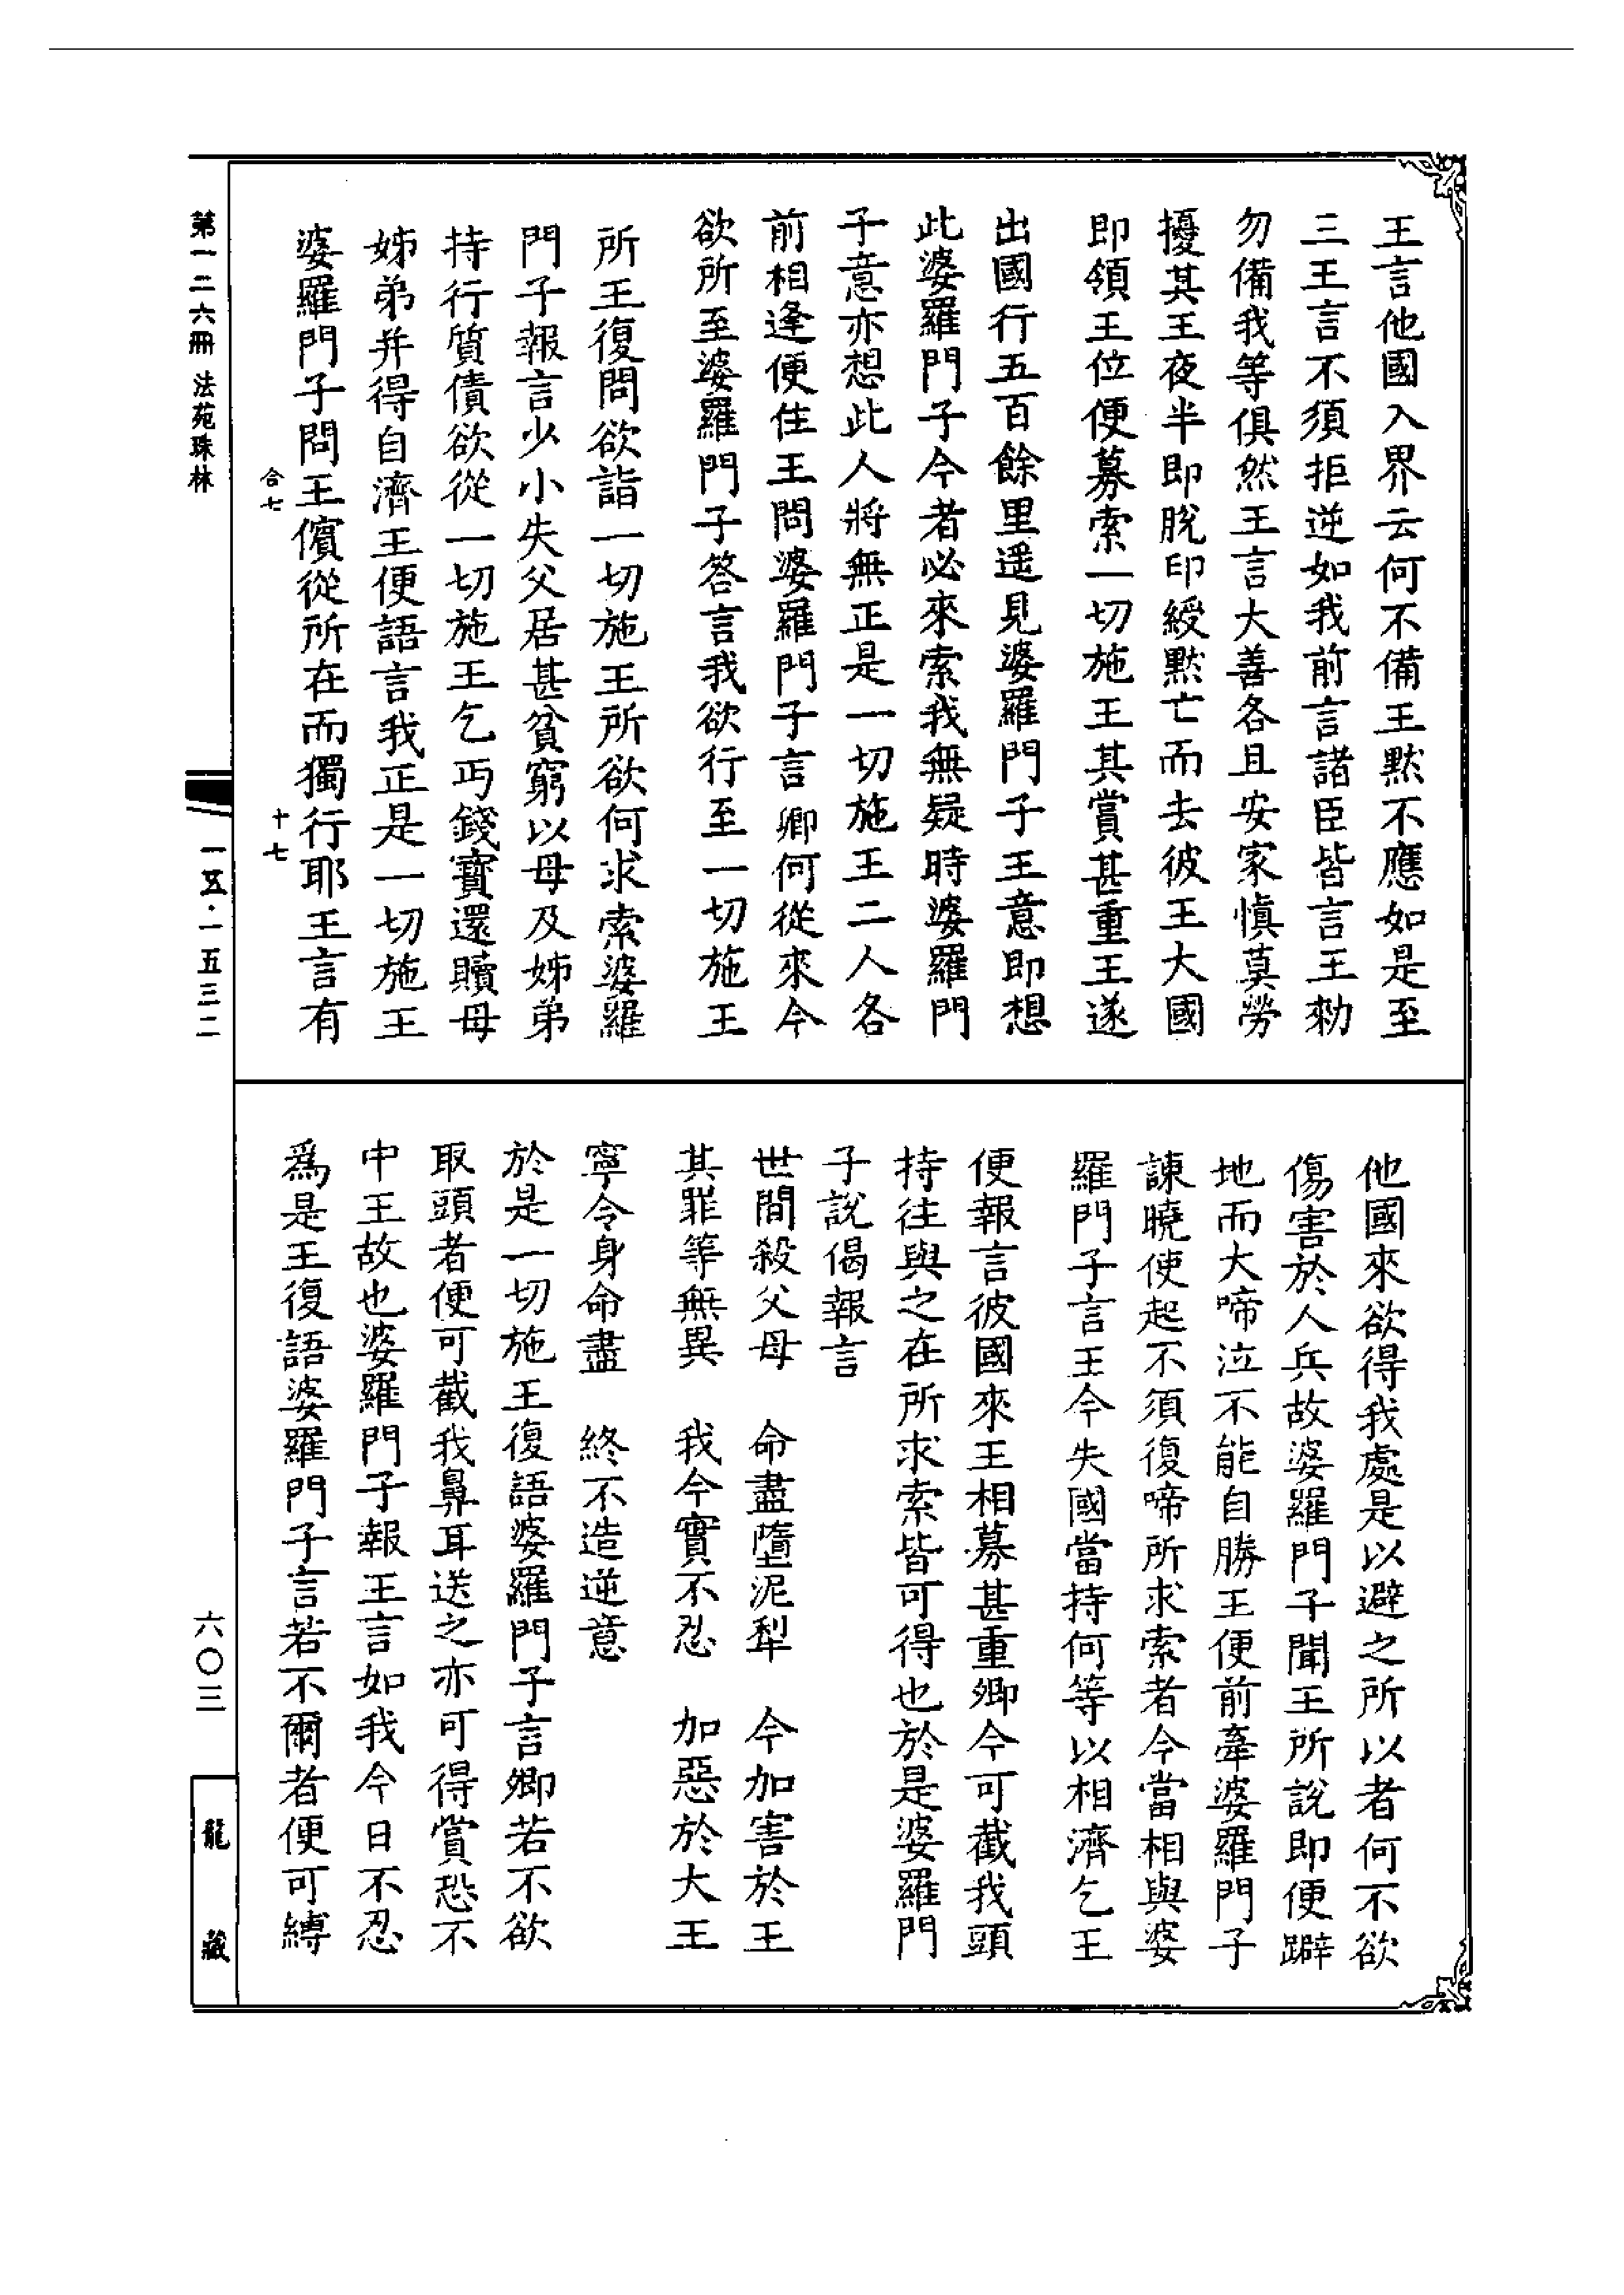 王言他國入界云何不備王默不應如是至
三王言不須拒逆如我前言諸臣皆言王勑
勿備我等俱然王言大善各且安家慎莫勞
擾其王夜半即脫印綬默亡而去彼王大國
即領王位便募索一切施王其賞甚重王遂
出國行五百餘里遥見婆羅門子王意即想
此婆羅門子今者必來索我無疑時婆羅門
子意亦想此人將無正是一切施王二人各
前相逢便住王問婆羅門子言卿何從來今
欲所至婆羅門子答言我欲行至一切施王
所王復問欲詣一切施王所欲何求索婆羅
門子報言少小失父居甚貧窮以母及姊弟
持行質債欲從一切施王乞丐錢寶還贖母
姊弟并得自濟王便語言我正是一切施王
婆羅門子問王儐從所在而獨行耶王言有
合七
十七
他國來欲得我處是以避之所以者何不欲
傷害於人兵故婆羅門子聞王所說即便躃
地而大啼泣不能自勝王便前牽婆羅門子
諫曉使起不須復啼所求索者今當相與婆
羅門子言王今失國當持何等以相濟乞王
便報言彼國來王相募甚重卿今可截我頭
持往與之在所求索皆可得也於是婆羅門
子說偈報言
世間殺父母　命盡墮泥犁　今加害於王
其罪等無異　我今實不忍　加惡於大王
寧令身命盡　終不造逆意
於是一切施王復語婆羅門子言卿若不欲
取頭者便可截我鼻耳送之亦可得賞恐不
中王故也婆羅門子報王言如我今日不忍
為是王復語婆羅門子言若不爾者便可縛
第一二六冊 法苑珠林
一五·一五三二
六〇三
龍藏